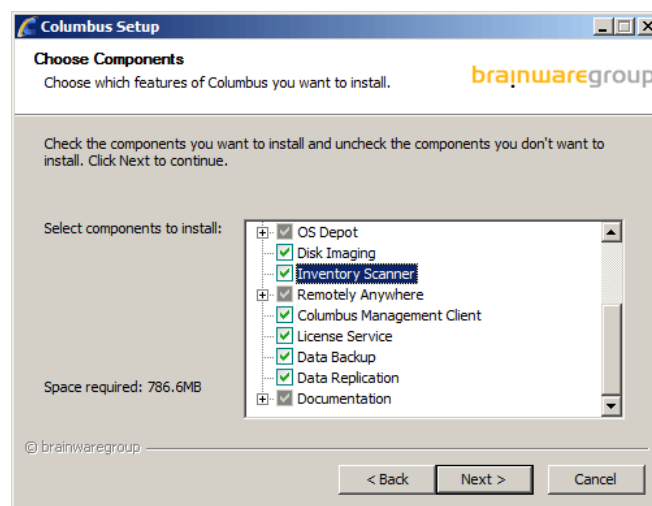 Columbus Setup
Choose Components
Choose which features of Columbus you want to install.
brainwaregroup
Check the components you want to install and uncheck the components you don't want to
install. Click Next to continue.
Select components to install:
OS Depot
Disk Imaging
Inventory Scanner
Remotely Anywhere
Columbus Management Client
License Service
Data Backup
Data Replication
Documentation
Space required: 786.6MB
© brainwaregroup
< Back
Next >
Cancel